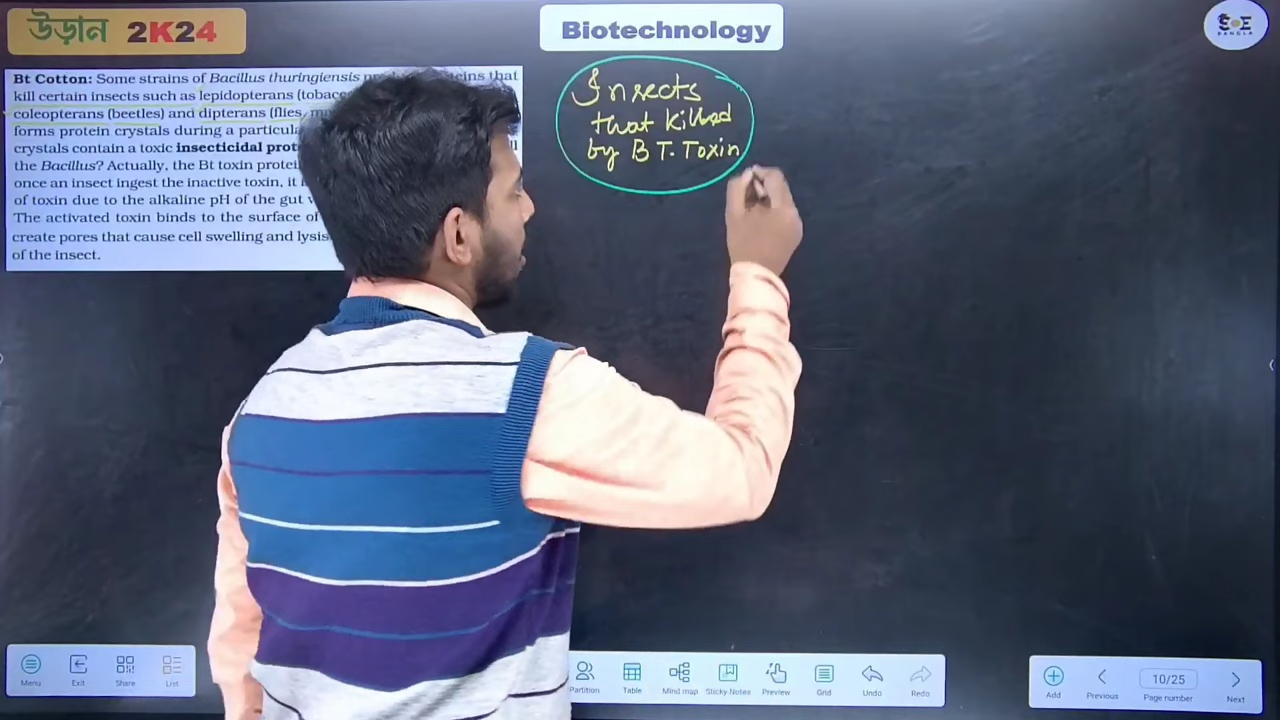 উড়ান 2K24
Biotechnology
EOE
BANGLA
Bt Cotton: Some strains of Bacillus thuringiensis
kill certain insects such as lepidopterans
coleopterans (beetles) and dipterans (flies,
forms protein crystals during a
crystals contain a toxic insecticidal
the Bacillus? Actually, the Bt toxin
once an insect ingest the inactive toxin, it
of toxin due to the alkaline pH of the gut
The activated toxin binds to the surface of
create pores that cause cell swelling and lysis
of the insect.
Insects
that killed
by BT. Toxin
Menu
Exit
Share
List
Partition
Table
Mind map
Sticky Notes
Preview
Grid
Undo
Redo
Add
Previous
10/25
Page number
Next